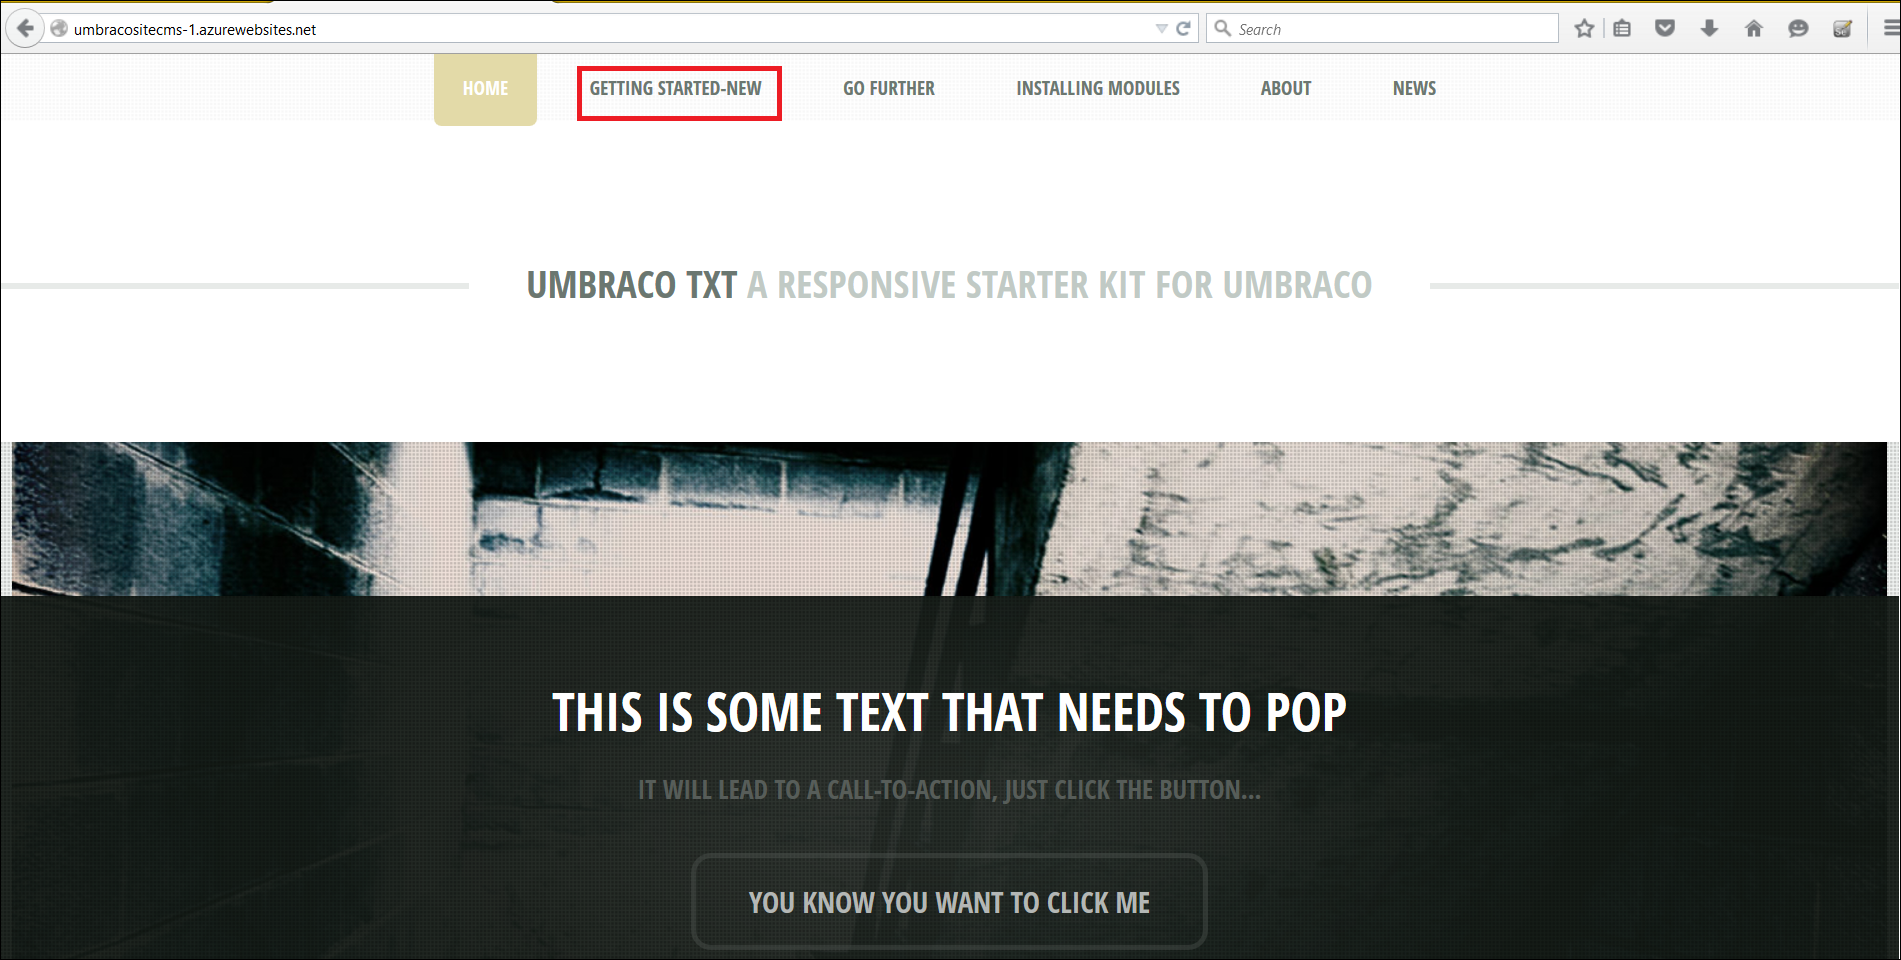 umbracositecms-1.azurewebsites.net
Search
HOME
GETTING STARTED-NEW
GO FURTHER
INSTALLING MODULES
ABOUT
NEWS
UMBRACO TXT A RESPONSIVE STARTER KIT FOR UMBRACO
THIS IS SOME TEXT THAT NEEDS TO POP
IT WILL LEAD TO A CALL-TO-ACTION, JUST CLICK THE BUTTON...
YOU KNOW YOU WANT TO CLICK ME